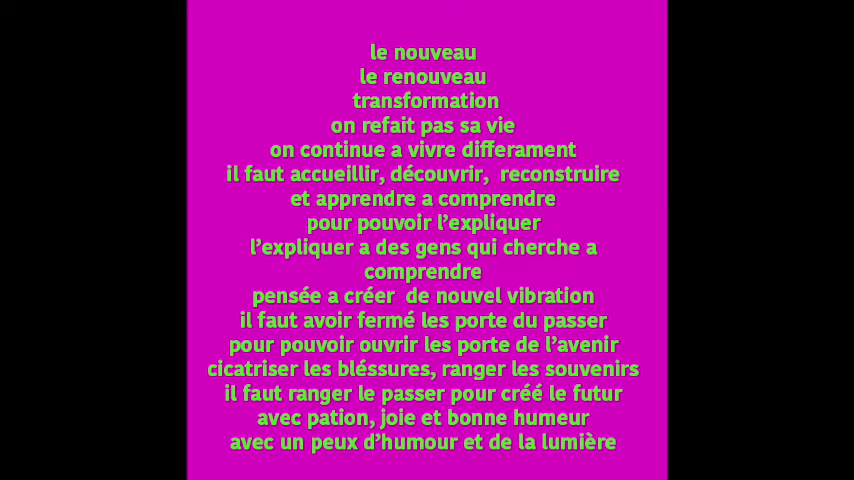 le nouveau
le renouveau
transformation
on refait pas sa vie
on continue a vivre differament
il faut accueillir, découvrir,  reconstruire
et apprendre a comprendre
pour pouvoir l’expliquer
l’expliquer a des gens qui cherche a
comprendre
pensée a créer  de nouvel vibration
il faut avoir fermé les porte du passer
pour pouvoir ouvrir les porte de l’avenir
cicatriser les bléssures, ranger les souvenirs
il faut ranger le passer pour créé le futur
avec pation, joie et bonne humeur
avec un peux d’humour et de la lumière